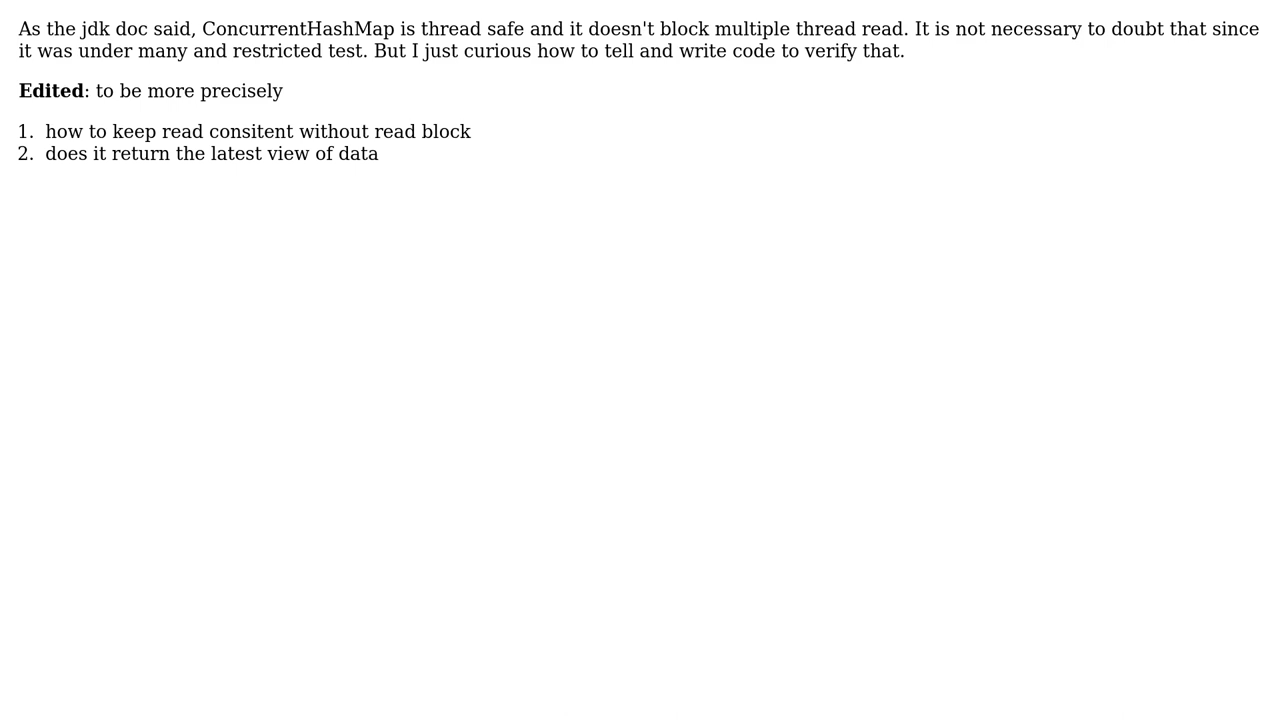 As the jdk doc said, ConcurrentHashMap is thread safe and it doesn't block multiple thread read. It is not necessary to doubt that since
it was under many and restricted test. But I just curious how to tell and write code to verify that.
Edited: to be more precisely
1. how to keep read consitent without read block
2. does it return the latest view of data